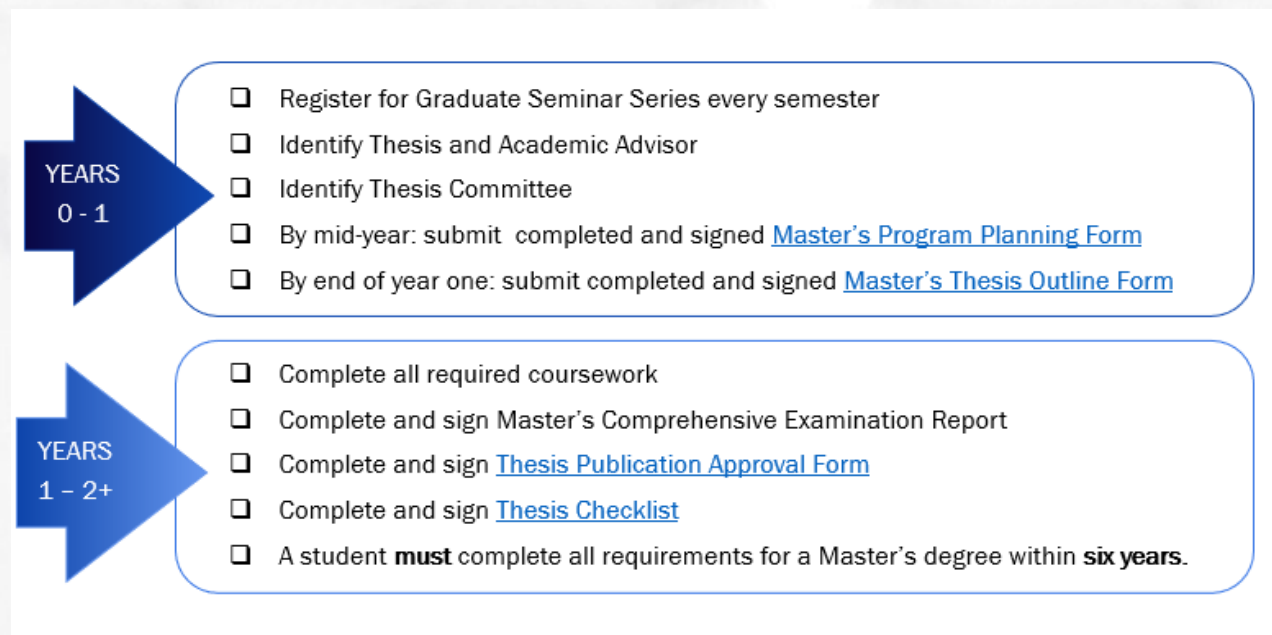 YEARS
0 - 1
Register for Graduate Seminar Series every semester
Identify Thesis and Academic Advisor
Identify Thesis Committee
By mid-year: submit  completed and signed Master's Program Planning Form
By end of year one: submit completed and signed Master's Thesis Outline Form
YEARS
1 – 2+
Complete all required coursework
Complete and sign Master's Comprehensive Examination Report
Complete and sign Thesis Publication Approval Form
Complete and sign Thesis Checklist
A student must complete all requirements for a Master's degree within six years.